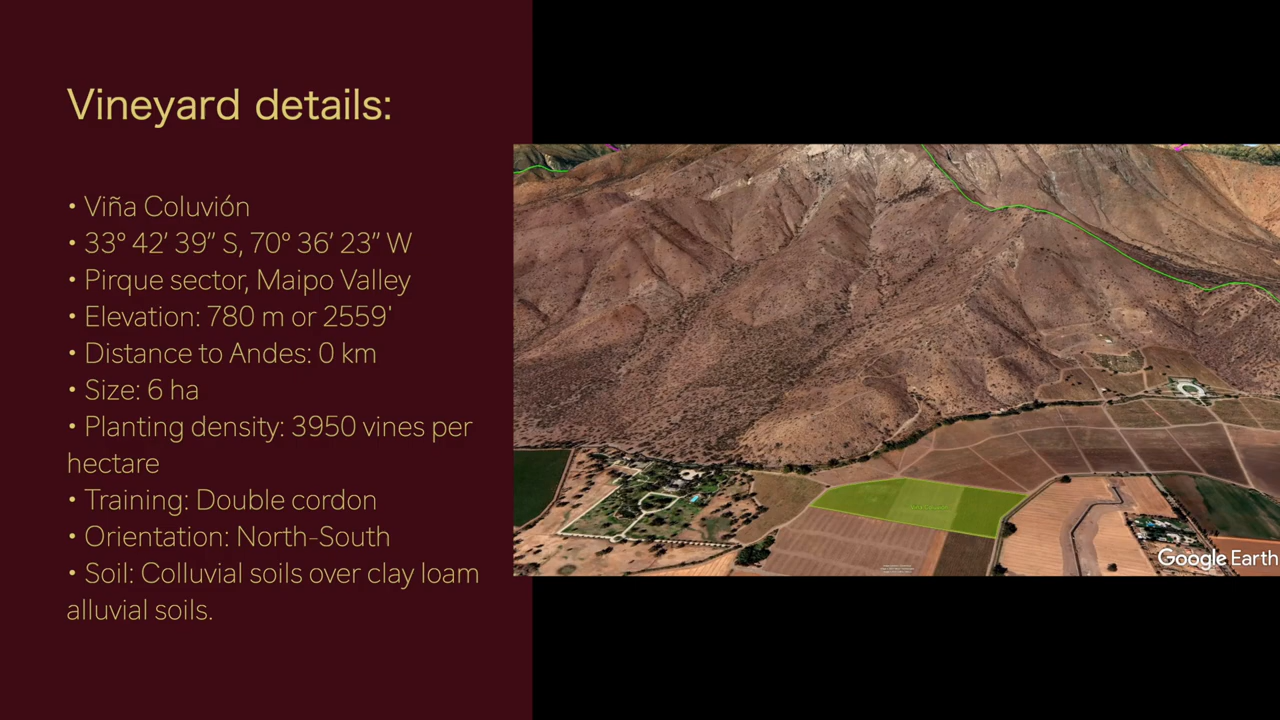 Vineyard details:
• Viña Coluvión
• 33º 42’ 39” S, 70º 36’ 23” W
• Pirque sector, Maipo Valley
• Elevation: 780 m or 2559'
• Distance to Andes: 0 km
• Size: 6 ha
• Planting density: 3950 vines per
hectare
• Training: Double cordon
• Orientation: North-South
• Soil: Colluvial soils over clay loam
alluvial soils.
Google Earth